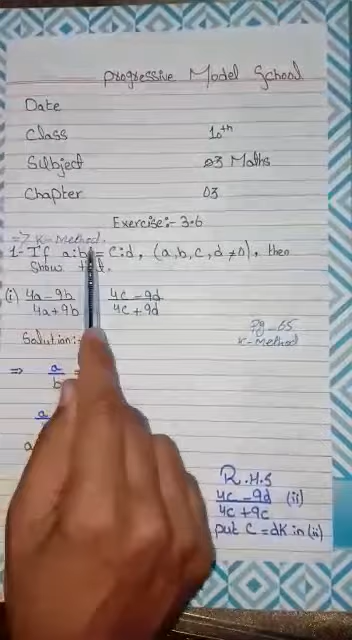 Progressive Model School
Date
Class 10th
Subject 03 Maths
Chapter 03
Exercise:- 3.6
=> K-Method.
1- If a:b = c:d, (a,b,c,d ≠ 0), then
Show
(i) 4a-9b/4a+9b 4c-9d/4c+9d
Pg-65
K-Method
Solution:-
=> a/b =
a
a
R.H.S
4c-9d/4c+9c (ii)
put C = dK in (ii)